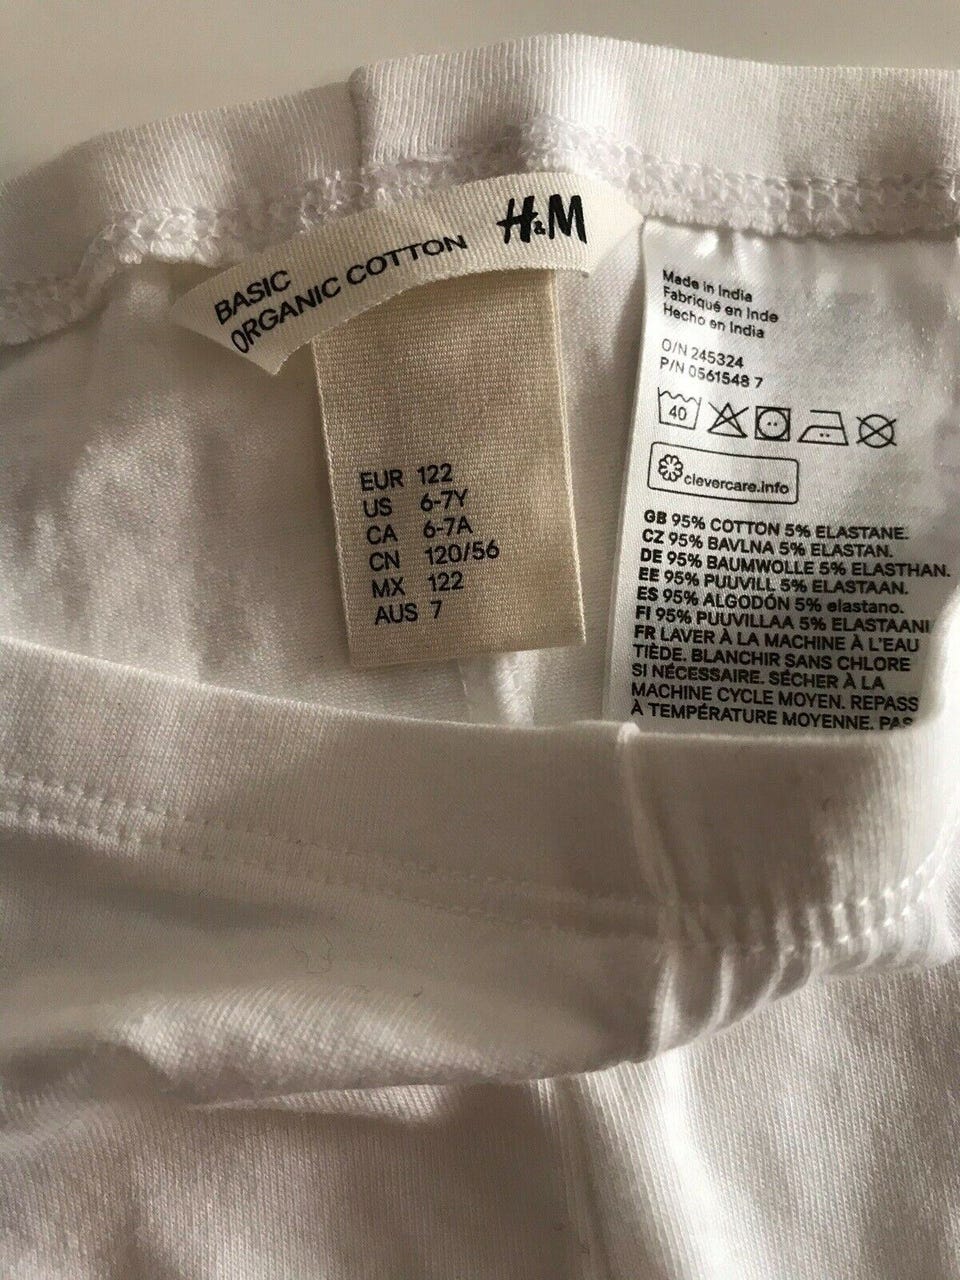 BASIC
ORGANIC COTTON
H&M
EUR 122
US 6-7Y
CA 6-7A
CN 120/56
MX 122
AUS 7
Made in India
Fabriqué en Inde
Hecho en India
O/N 245324
P/N 0561548 7
40
clevercare.info
GB 95% COTTON 5% ELASTANE.
CZ 95% BAVLNA 5% ELASTAN.
DE 95% BAUMWOLLE 5% ELASTHAN.
EE 95% PUUVILL 5% ELASTAAN.
ES 95% ALGODÓN 5% elastano.
FI 95% PUUVILLAA 5% ELASTAANI
FR LAVER À LA MACHINE À L'EAU
TIÈDE. BLANCHIR SANS CHLORE
SI NÉCESSAIRE. SÉCHER À LA
MACHINE CYCLE MOYEN. REPASS
À TEMPÉRATURE MOYENNE. PAS